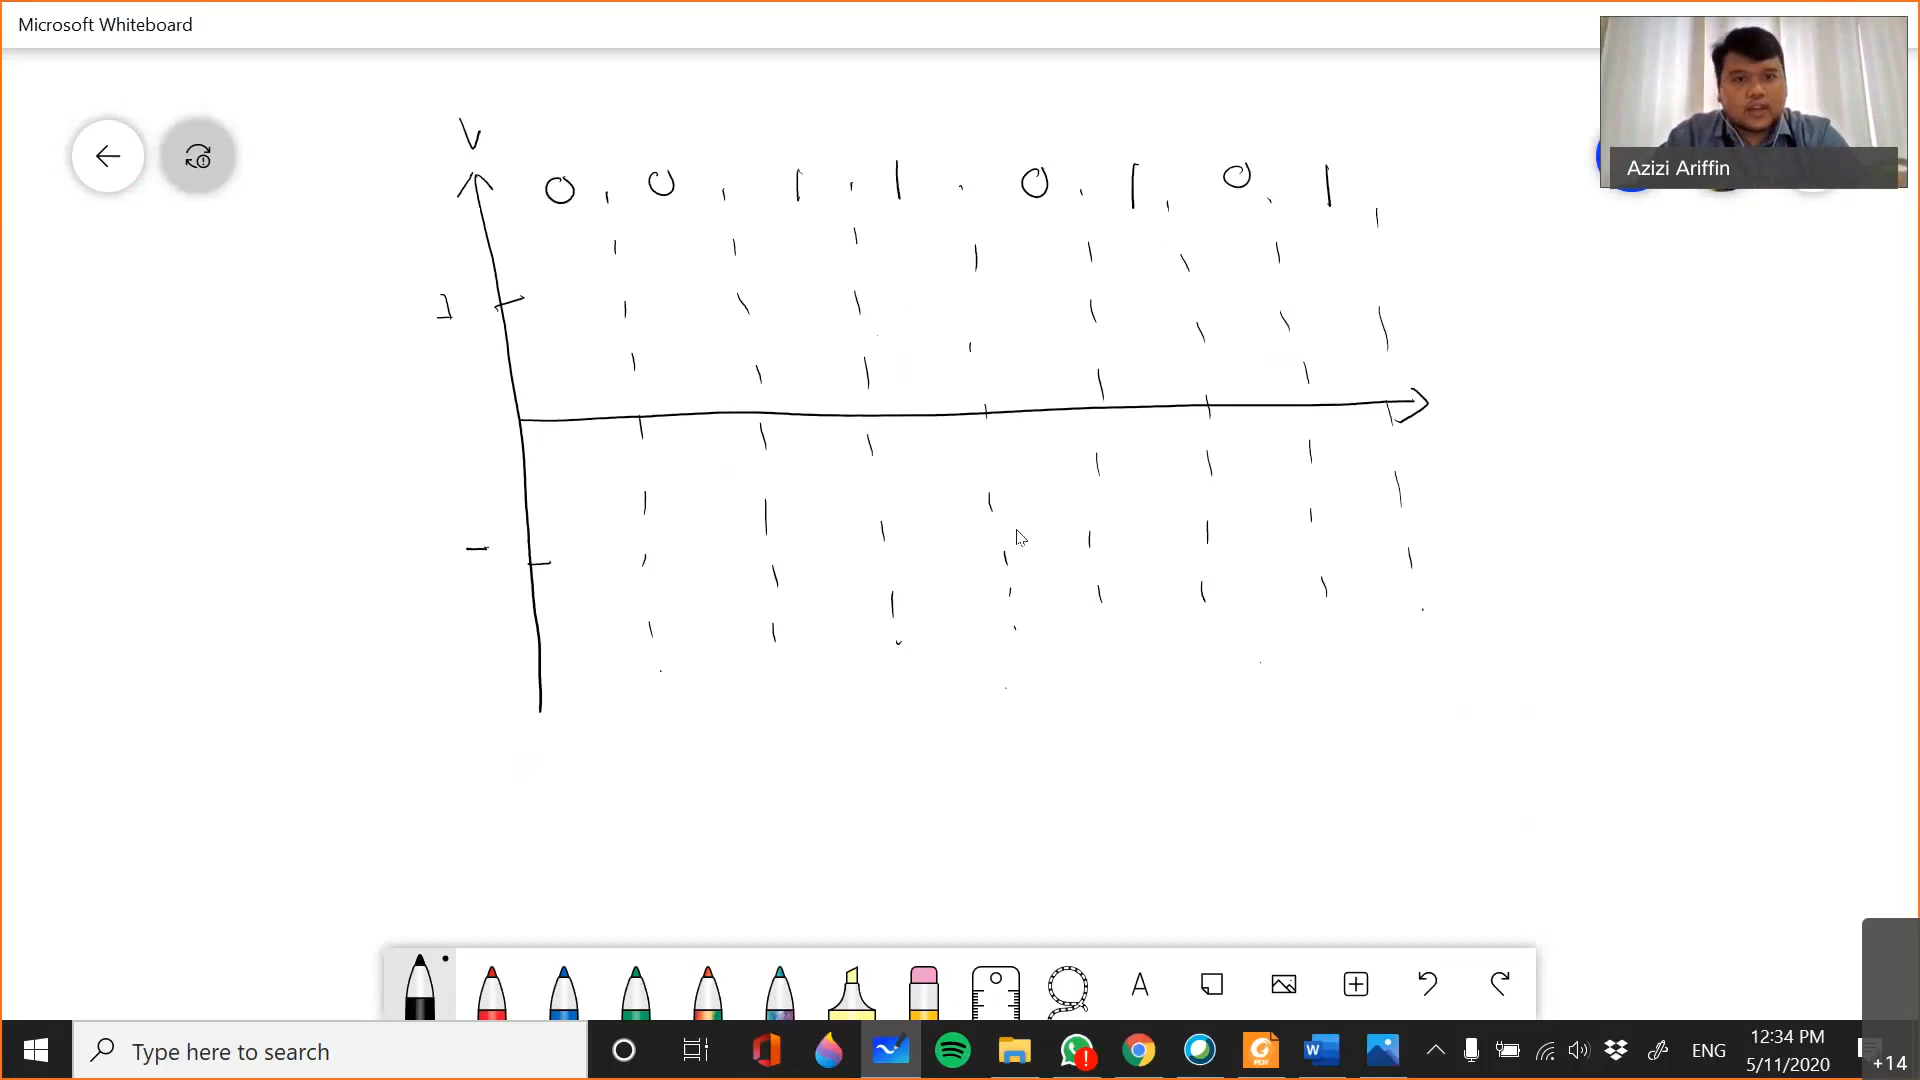 Microsoft Whiteboard
Azizi Ariffin
V
0 0 1 1 0 1 0 1
-
Type here to search
ENG
12:34 PM
5/11/2020
+14